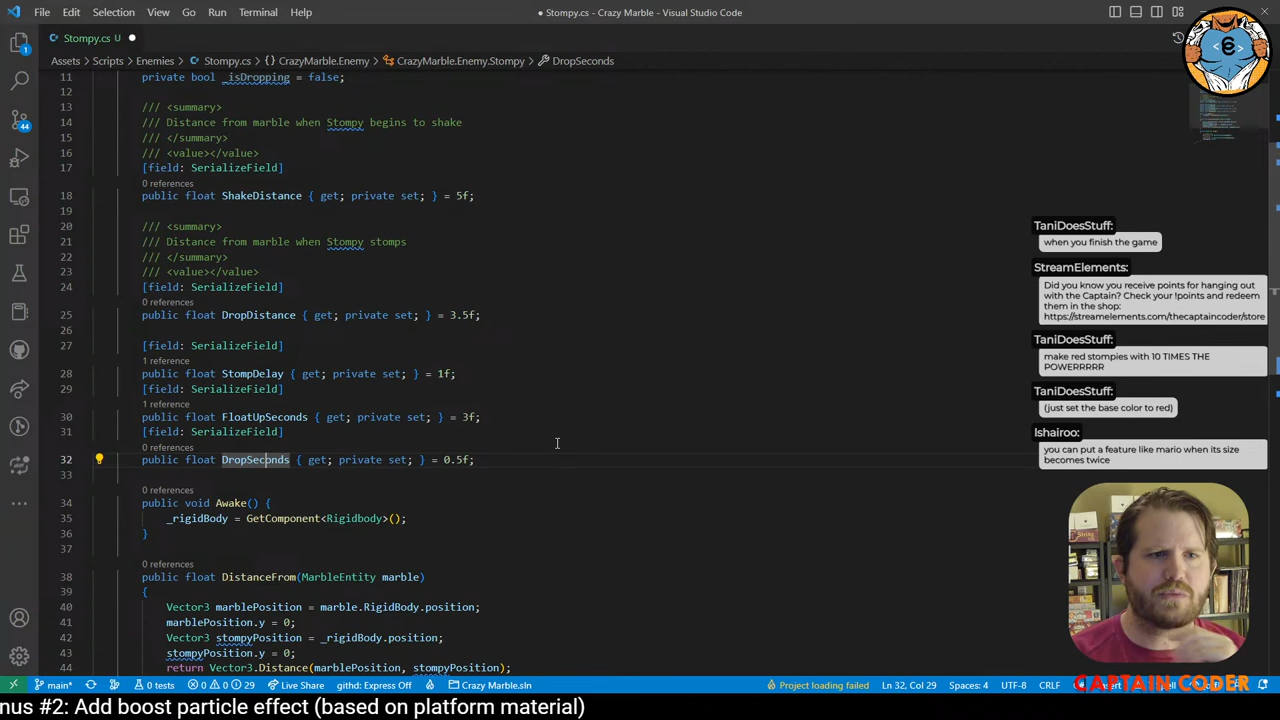 File Edit Selection View Go Run Terminal Help
● Stompy.cs - Crazy Marble - Visual Studio Code
Stompy.cs U ●
Assets > Scripts > Enemies > Stompy.cs > {} CrazyMarble.Enemy > CrazyMarble.Enemy.Stompy > DropSeconds
11 private bool _isDropping = false;
12
13 /// <summary>
14 /// Distance from marble when Stompy begins to shake
15 /// </summary>
16 /// <value></value>
17 [field: SerializeField]
0 references
18 public float ShakeDistance { get; private set; } = 5f;
19
20 /// <summary>
21 /// Distance from marble when Stompy stomps
22 /// </summary>
23 /// <value></value>
24 [field: SerializeField]
0 references
25 public float DropDistance { get; private set; } = 3.5f;
26
27 [field: SerializeField]
1 reference
28 public float StompDelay { get; private set; } = 1f;
29 [field: SerializeField]
1 reference
30 public float FloatUpSeconds { get; private set; } = 3f;
31 [field: SerializeField]
0 references
32 public float DropSeconds { get; private set; } = 0.5f;
33
0 references
34 public void Awake() {
35 _rigidBody = GetComponent<Rigidbody>();
36 }
37
0 references
38 public float DistanceFrom(MarbleEntity marble)
39 {
40 Vector3 marblePosition = marble.RigidBody.position;
41 marblePosition.y = 0;
42 Vector3 stompyPosition = _rigidBody.position;
43 stompyPosition.y = 0;
44 return Vector3.Distance(marblePosition, stompyPosition);
TaniDoesStuff:
when you finish the game
StreamElements:
Did you know you receive points for hanging out
with the Captain? Check your !points and redeem
them in the shop:
https://streamelements.com/thecaptaincoder/store
TaniDoesStuff:
make red stompies with 10 TIMES THE
POWERRRRR
TaniDoesStuff:
(just set the base color to red)
lshairoo:
you can put a feature like mario when its size
becomes twice
1
44
main* 0 tests 0 0 29 Live Share githd: Express Off Crazy Marble.sln Project loading failed Ln 32, Col 29 Spaces: 4 UTF-8 CRLF
CAPTAIN CODER
nus #2: Add boost particle effect (based on platform material)